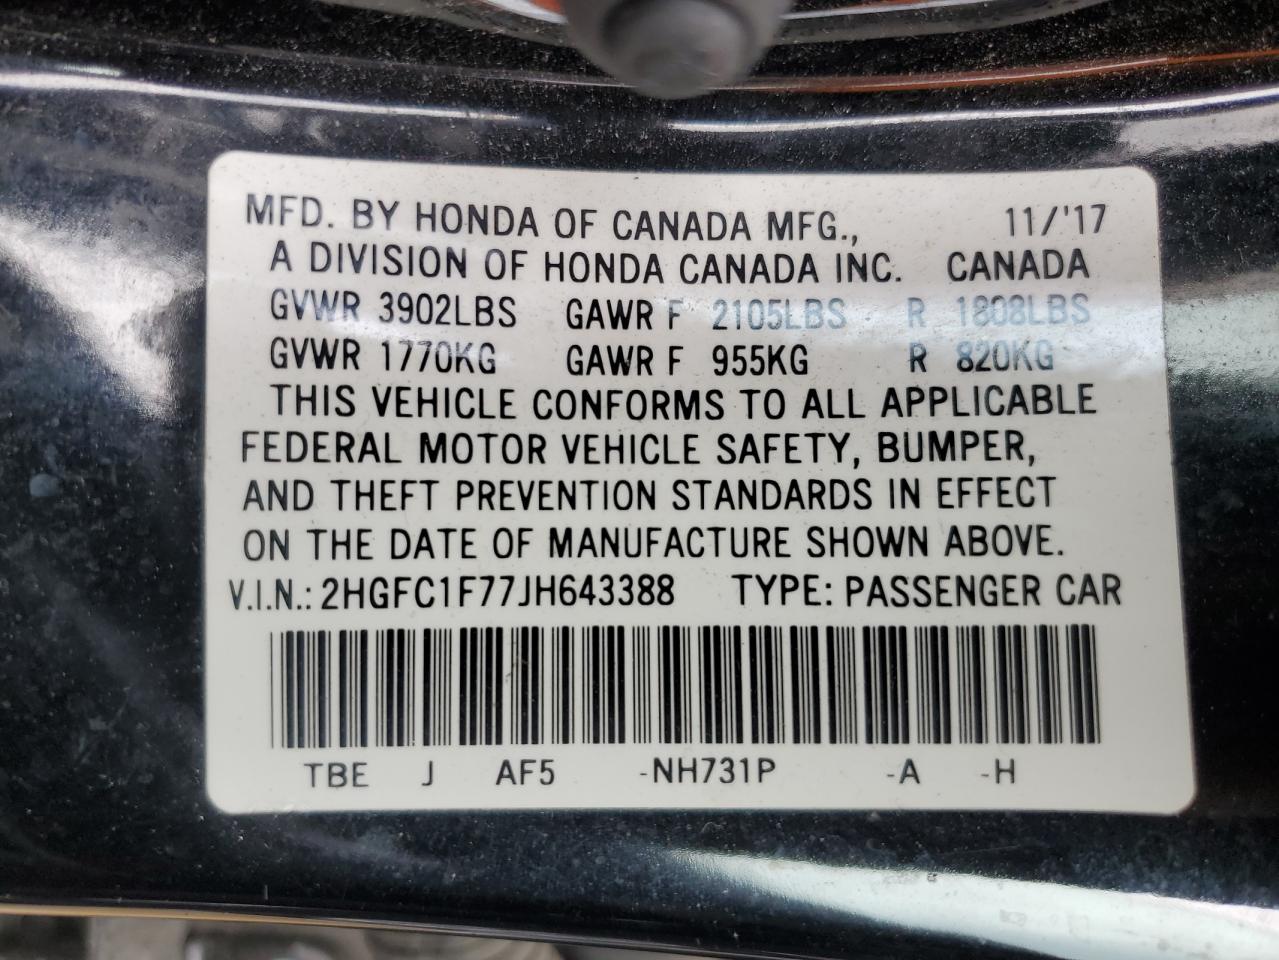 MFD. BY HONDA OF CANADA MFG., 11/'17
A DIVISION OF HONDA CANADA INC. CANADA
GVWR 3902LBS GAWR F 2105LBS R 1808LBS
GVWR 1770KG GAWR F 955KG R 820KG
THIS VEHICLE CONFORMS TO ALL APPLICABLE
FEDERAL MOTOR VEHICLE SAFETY, BUMPER,
AND THEFT PREVENTION STANDARDS IN EFFECT
ON THE DATE OF MANUFACTURE SHOWN ABOVE.
V.I.N.: 2HGFC1F77JH643388 TYPE: PASSENGER CAR
TBE J AF5 -NH731P -A -H